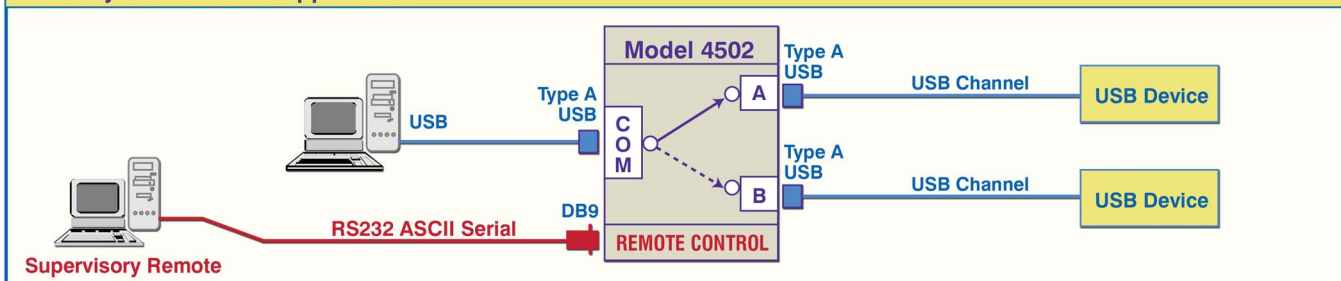 Model 4502
Type A
USB
USB Channel
USB Device
A
Type A
USB
USB
C
O
M
Type A
USB
USB Channel
USB Device
B
DB9
RS232 ASCII Serial
REMOTE CONTROL
Supervisory Remote